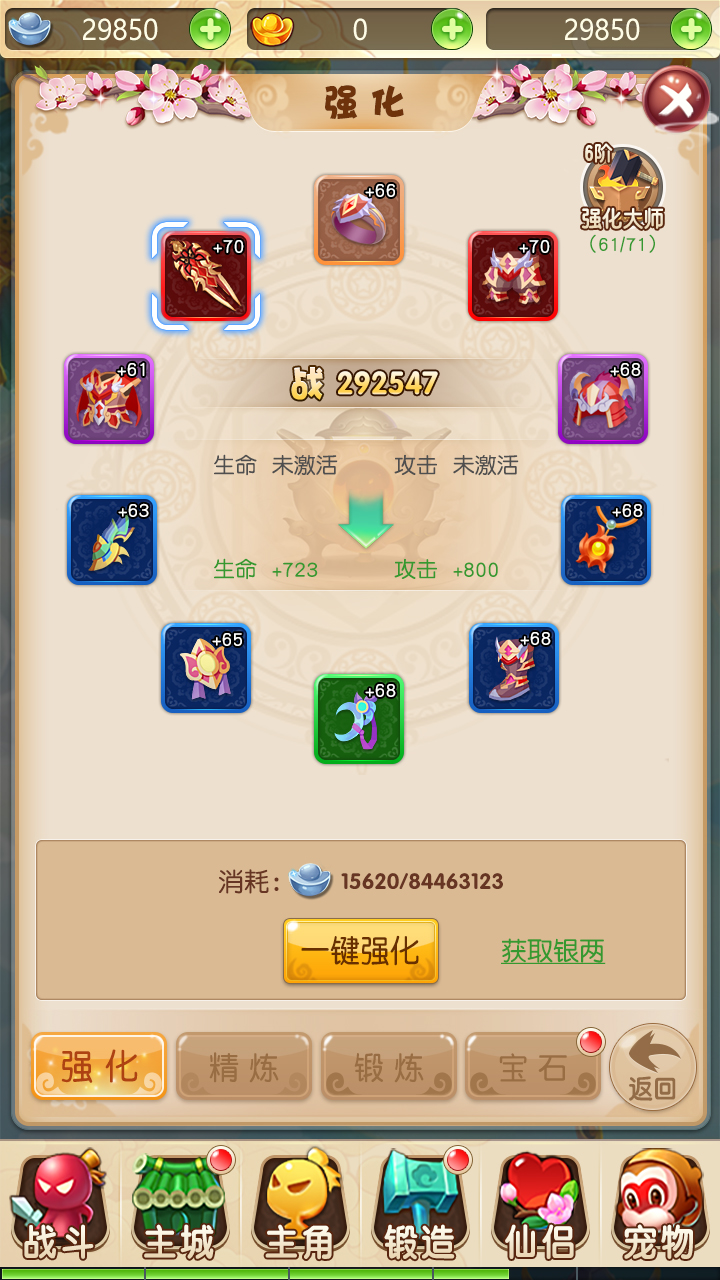 29850
0
29850
强化
6阶
强化大师
(61/71)
+66
+70
+70
+61
+68
战 292547
生命 未激活 攻击 未激活
+63
+68
生命 +723 攻击 +800
+65
+68
+68
消耗: 15620/84463123
一键强化
获取银两
强化
精炼
锻炼
宝石
返回
战斗
主城
主角
锻造
仙侣
宠物